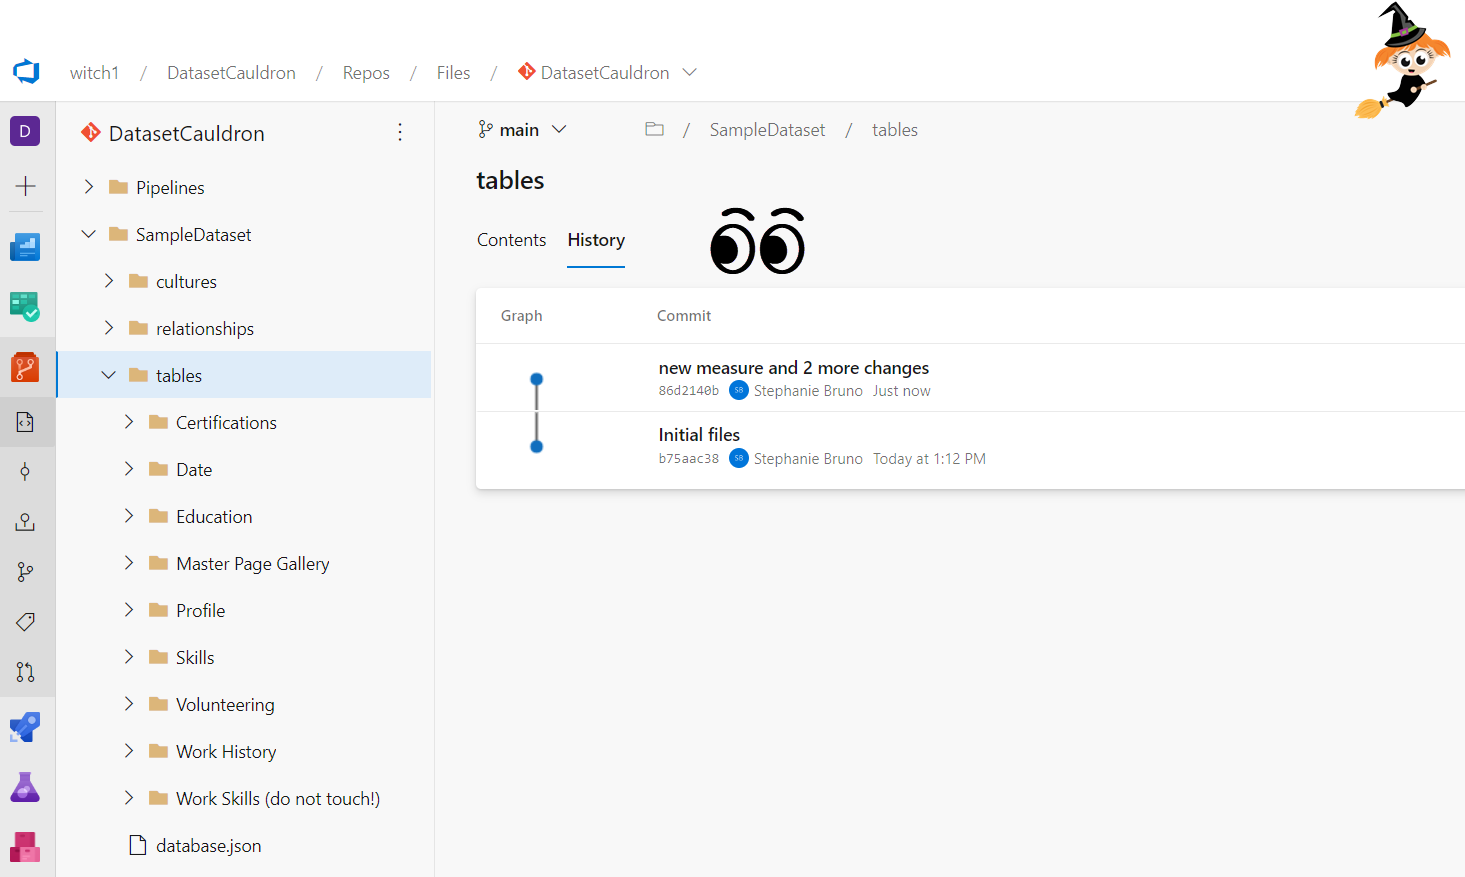 witch1 / DatasetCauldron / Repos / Files / DatasetCauldron
D
DatasetCauldron
Pipelines
SampleDataset
cultures
relationships
tables
Certifications
Date
Education
Master Page Gallery
Profile
Skills
Volunteering
Work History
Work Skills (do not touch!)
database.json
main
/ SampleDataset / tables
tables
Contents History
Graph Commit
new measure and 2 more changes
86d2140b SB Stephanie Bruno Just now
Initial files
b75aac38 SB Stephanie Bruno Today at 1:12 PM